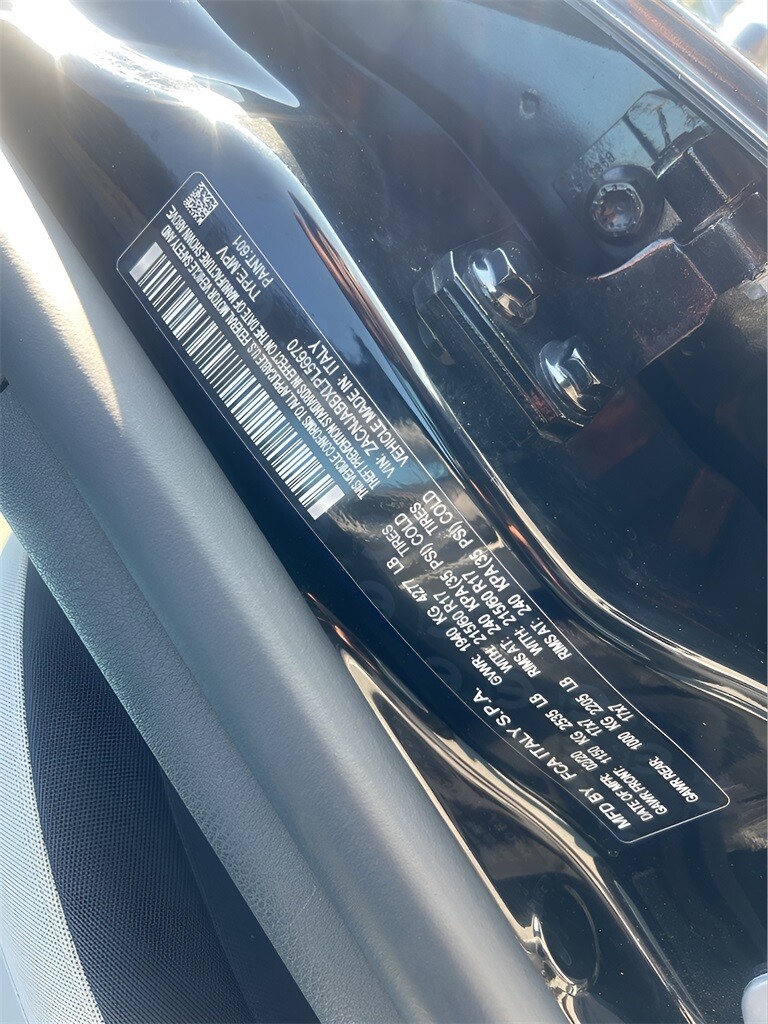 MFD BY FCA ITALY S.P.A.
DATE OF MFR: 0220 GVWR: 1940 KG 4277 LB
GAWR FRONT: 1150 KG 2535 LB WITH: 215/60 R17 TIRES
17X7 RIMS AT: 240 KPA(35 PSI) COLD
GAWR REAR: 1000 KG 2205 LB WITH: 215/60 R17 TIRES
17X7 RIMS AT: 240 KPA(35 PSI) COLD
THIS VEHICLE CONFORMS TO ALL APPLICABLE U.S. FEDERAL MOTOR VEHICLE SAFETY AND
THEFT PREVENTION STANDARDS IN EFFECT ON THE DATE OF MANUFACTURE SHOWN ABOVE.
VIN: ZACNJABBXLPL56670 TYPE: MPV
VEHICLE MADE IN: ITALY PAINT: 601